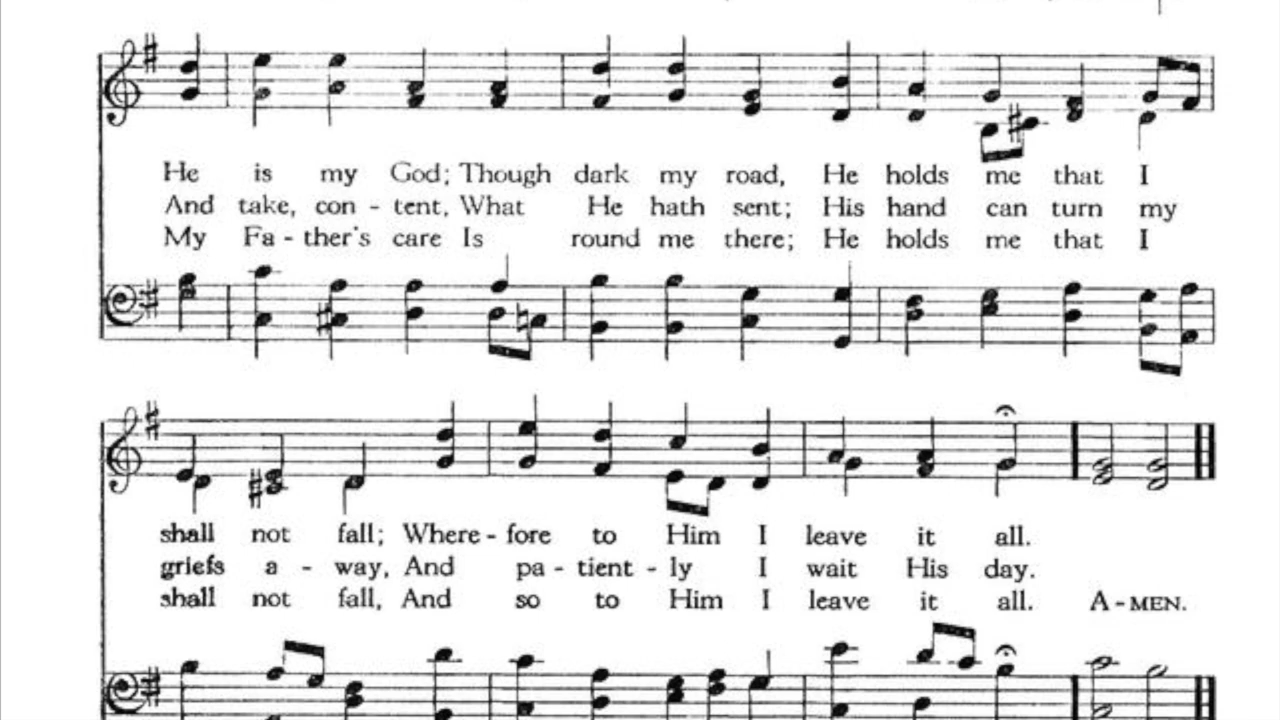 He is my God; Though dark my road, He holds me that I
And take, con - tent, What He hath sent; His hand can turn my
My Fa - ther's care Is round me there; He holds me that I
shall not fall; Where - fore to Him I leave it all.
griefs a - way, And pa - tient - ly I wait His day.
shall not fall, And so to Him I leave it all. A - MEN.